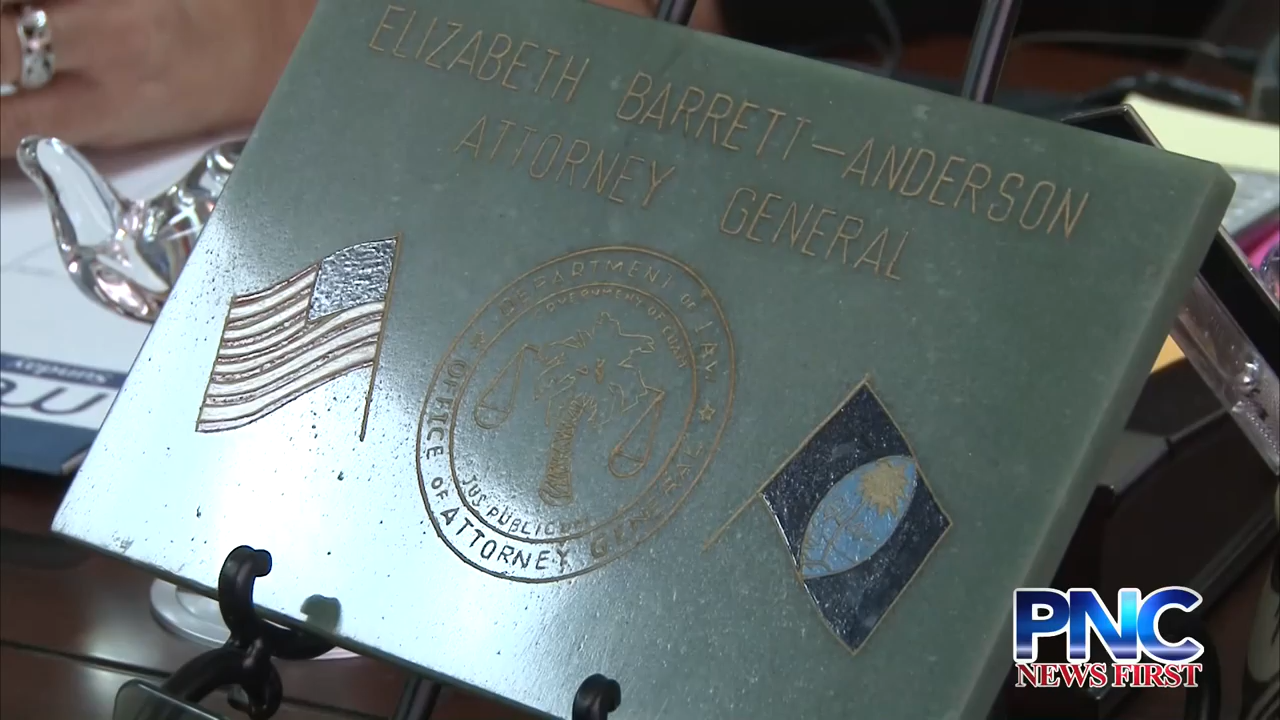 ELIZABETH BARRETT-ANDERSON
ATTORNEY GENERAL
DEPARTMENT OF LAW
GOVERNMENT OF GUAM
JUS PUBLICUM
OFFICE OF ATTORNEY GENERAL
PNC
NEWS FIRST